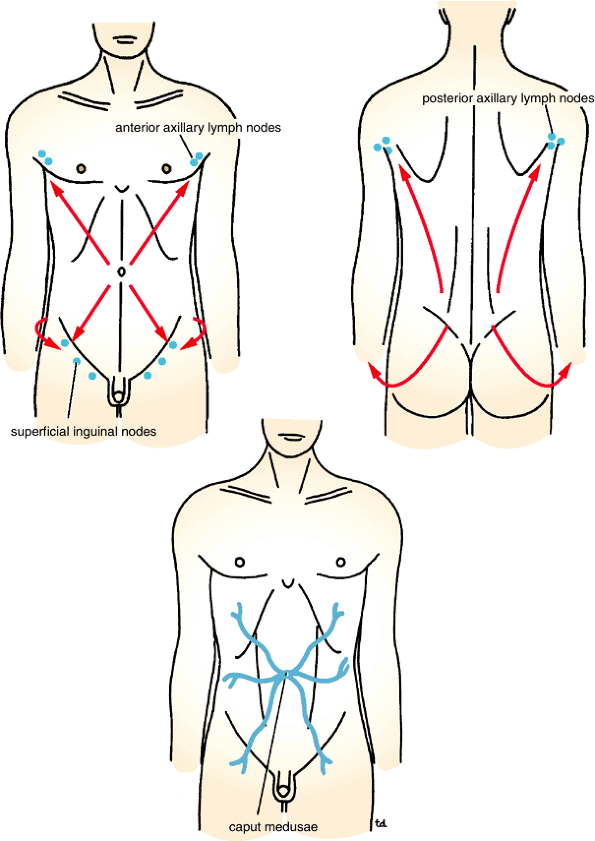 anterior axillary lymph nodes
posterior axillary lymph nodes
superficial inguinal nodes
caput medusae
td